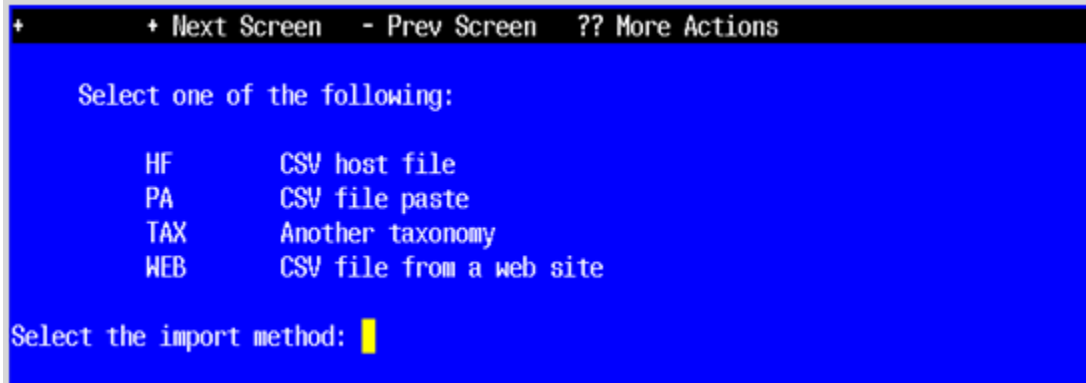 + + Next Screen - Prev Screen ?? More Actions
Select one of the following:
HF CSV host file
PA CSV file paste
TAX Another taxonomy
WEB CSV file from a web site
Select the import method: